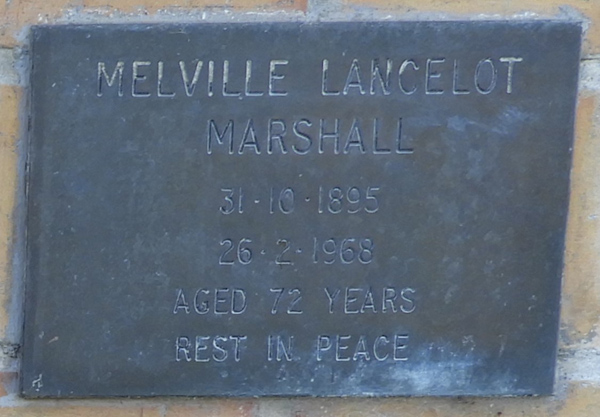 MELVILLE LANCELOT
MARSHALL
31·10·1895
26·2·1968
AGED 72 YEARS
REST IN PEACE